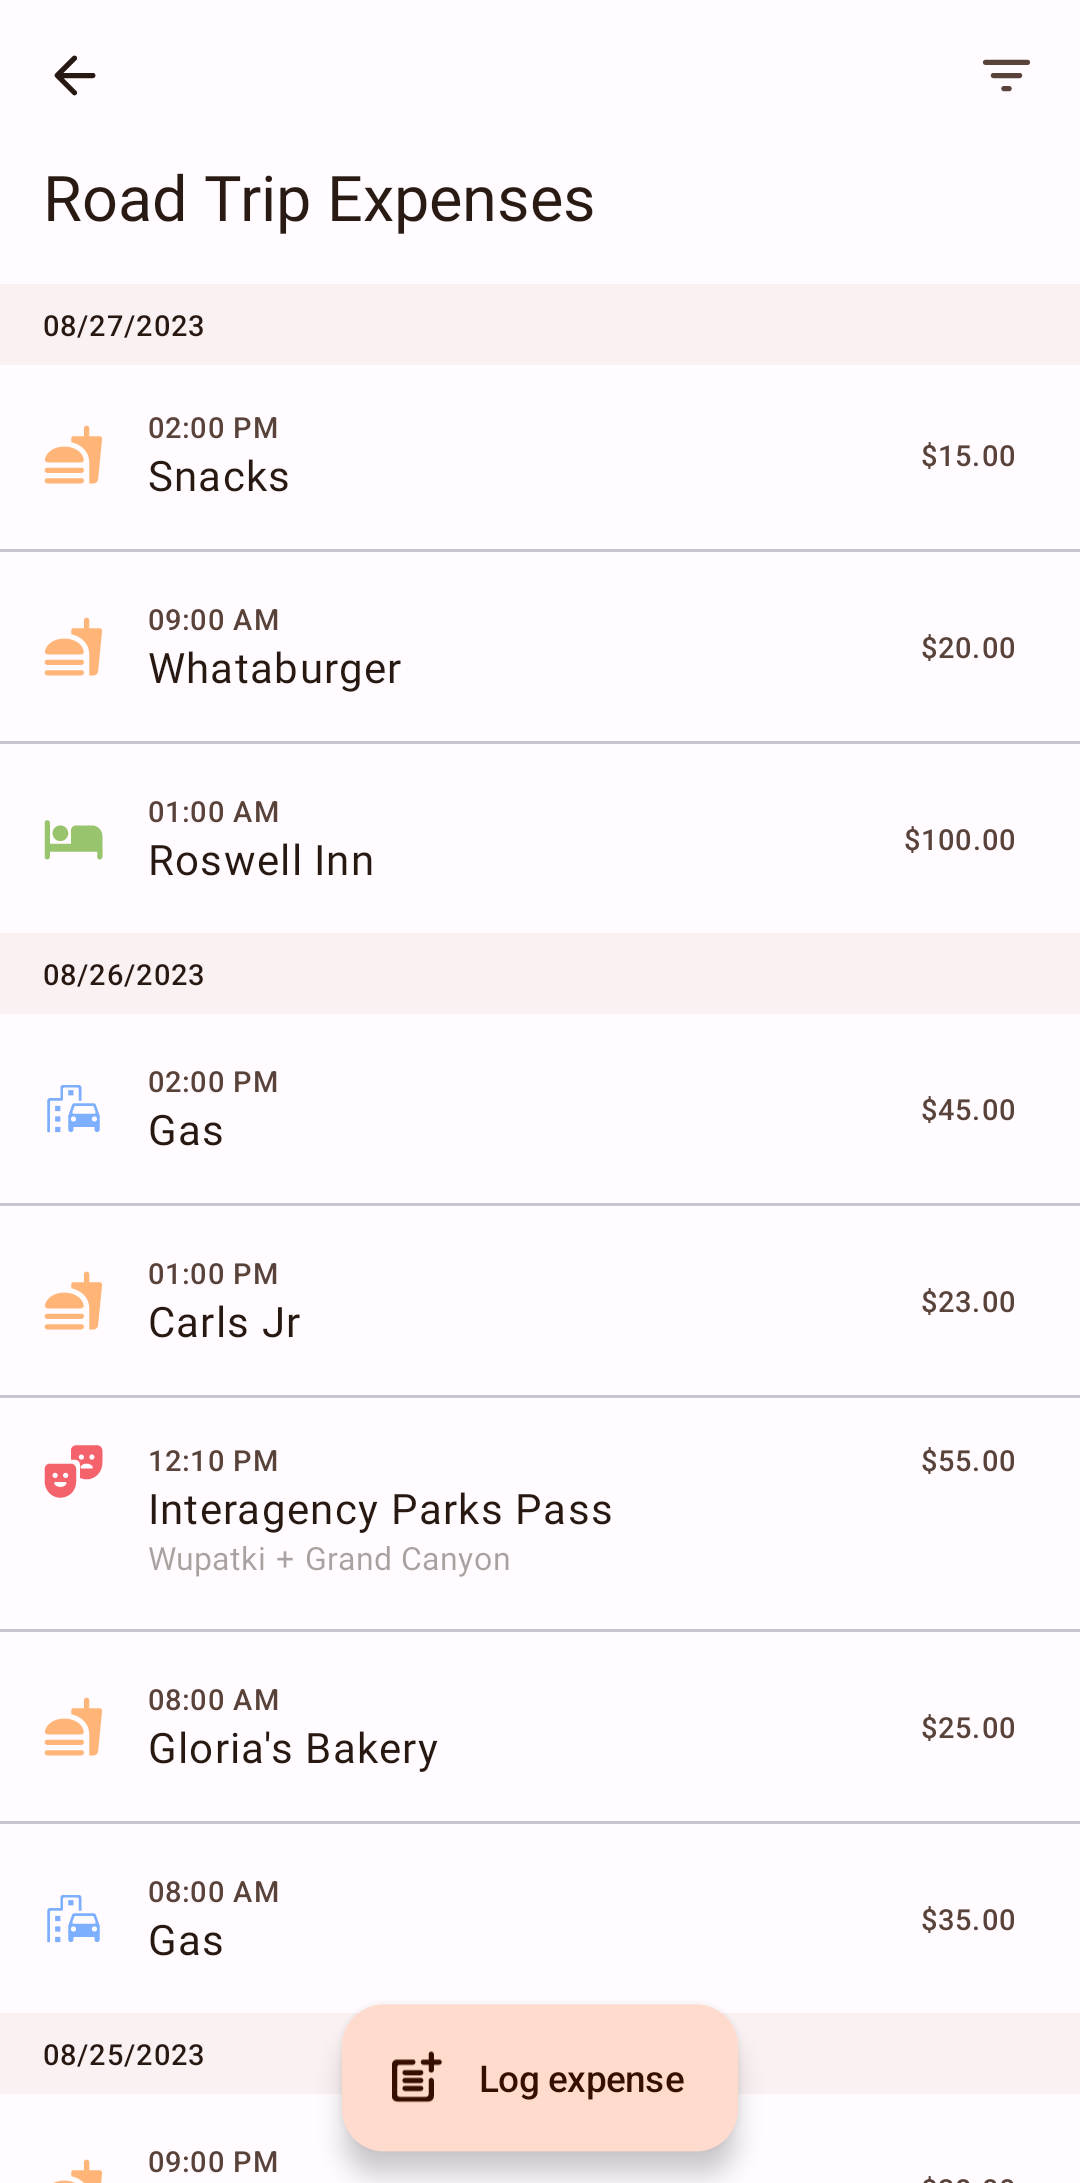 Road Trip Expenses
08/27/2023
02:00 PM
Snacks
$15.00
09:00 AM
Whataburger
$20.00
01:00 AM
Roswell Inn
$100.00
08/26/2023
02:00 PM
Gas
$45.00
01:00 PM
Carls Jr
$23.00
12:10 PM
Interagency Parks Pass
Wupatki + Grand Canyon
$55.00
08:00 AM
Gloria's Bakery
$25.00
08:00 AM
Gas
$35.00
08/25/2023
Log expense
09:00 PM